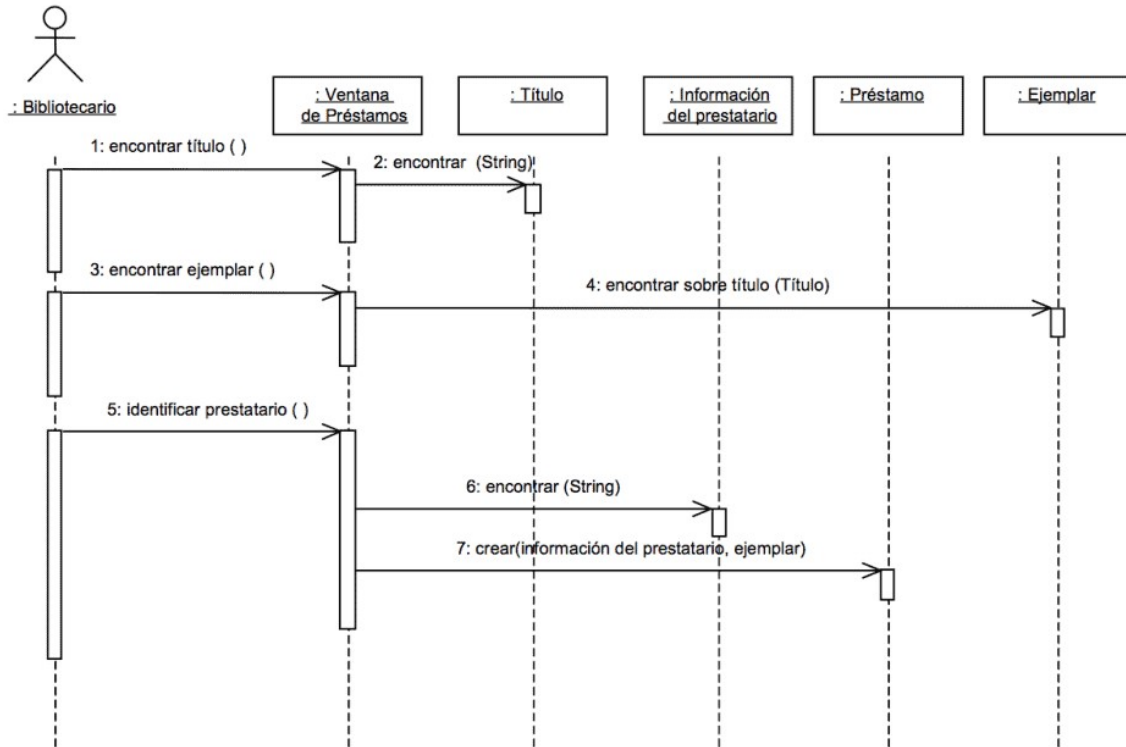 : Bibliotecario
: Ventana
de Préstamos
: Título
: Información
del prestatario
: Préstamo
: Ejemplar
1: encontrar título ( )
2: encontrar (String)
3: encontrar ejemplar ( )
4: encontrar sobre título (Título)
5: identificar prestatario ( )
6: encontrar (String)
7: crear(información del prestatario, ejemplar)